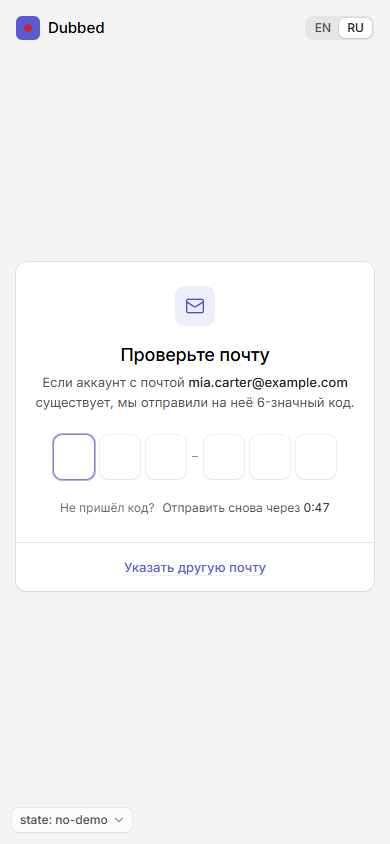 Dubbed
EN RU
Проверьте почту
Если аккаунт с почтой mia.carter@example.com
существует, мы отправили на неё 6-значный код.
–
Не пришёл код? Отправить снова через 0:47
Указать другую почту
state: no-demo